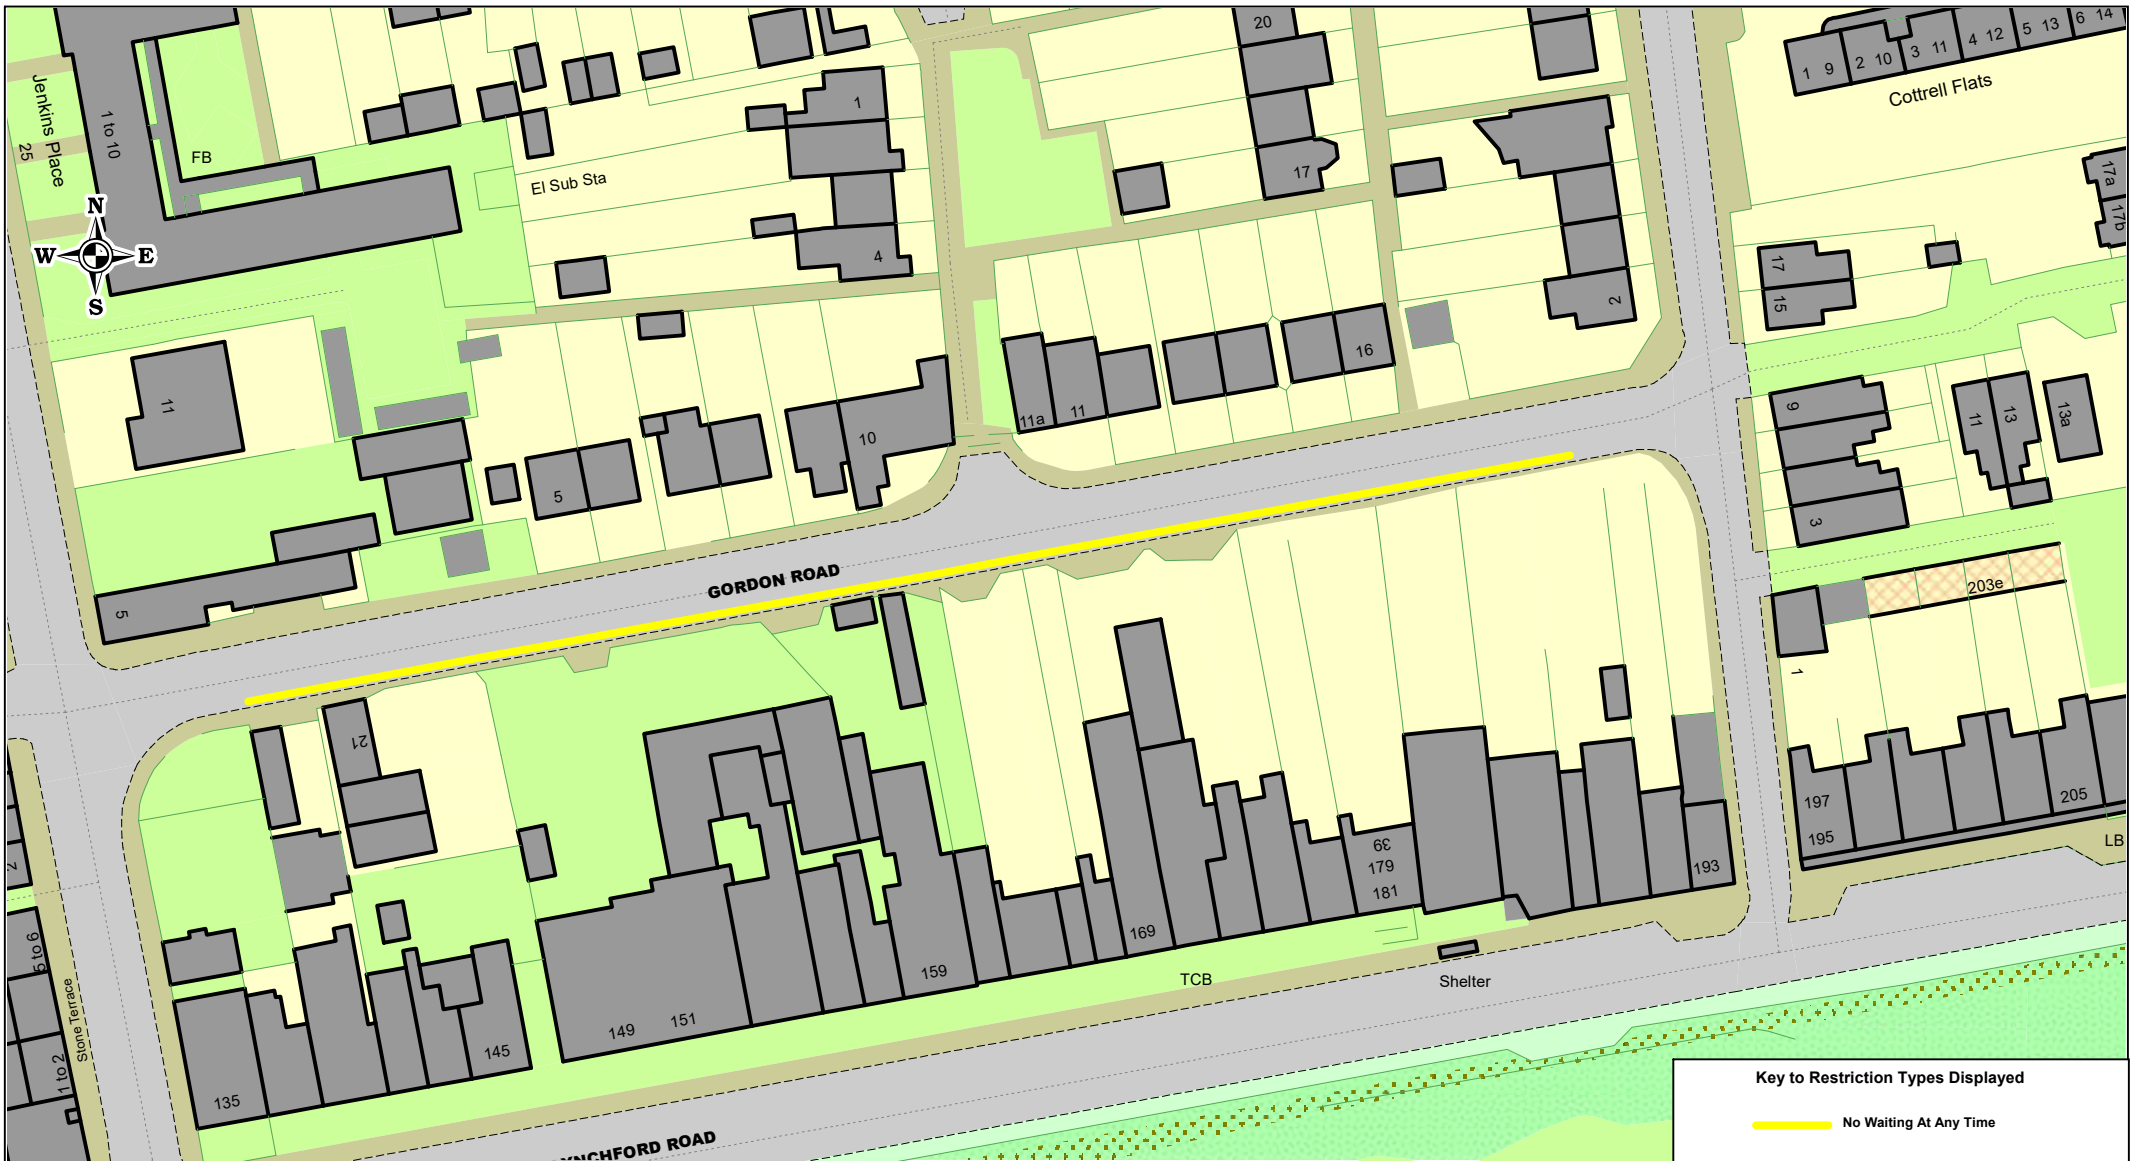 20
1 9 2 10 3 11 4 12 5 13 6 14
Cottrell Flats
Jenkins Place
25
1 to 10
FB
1
El Sub Sta
17
17a
17b
N
W E
S
4
17
15
2
11
16
11a
11
10
5
9
11
13
13a
3
GORDON ROAD
203e
5
1
21
197
195
205
LB
39
179
181
193
169
159
TCB
Shelter
149 151
145
135
2
5 to 6
Stone Terrace
1 to 2
YNCHFORD ROAD
Key to Restriction Types Displayed
No Waiting At Any Time